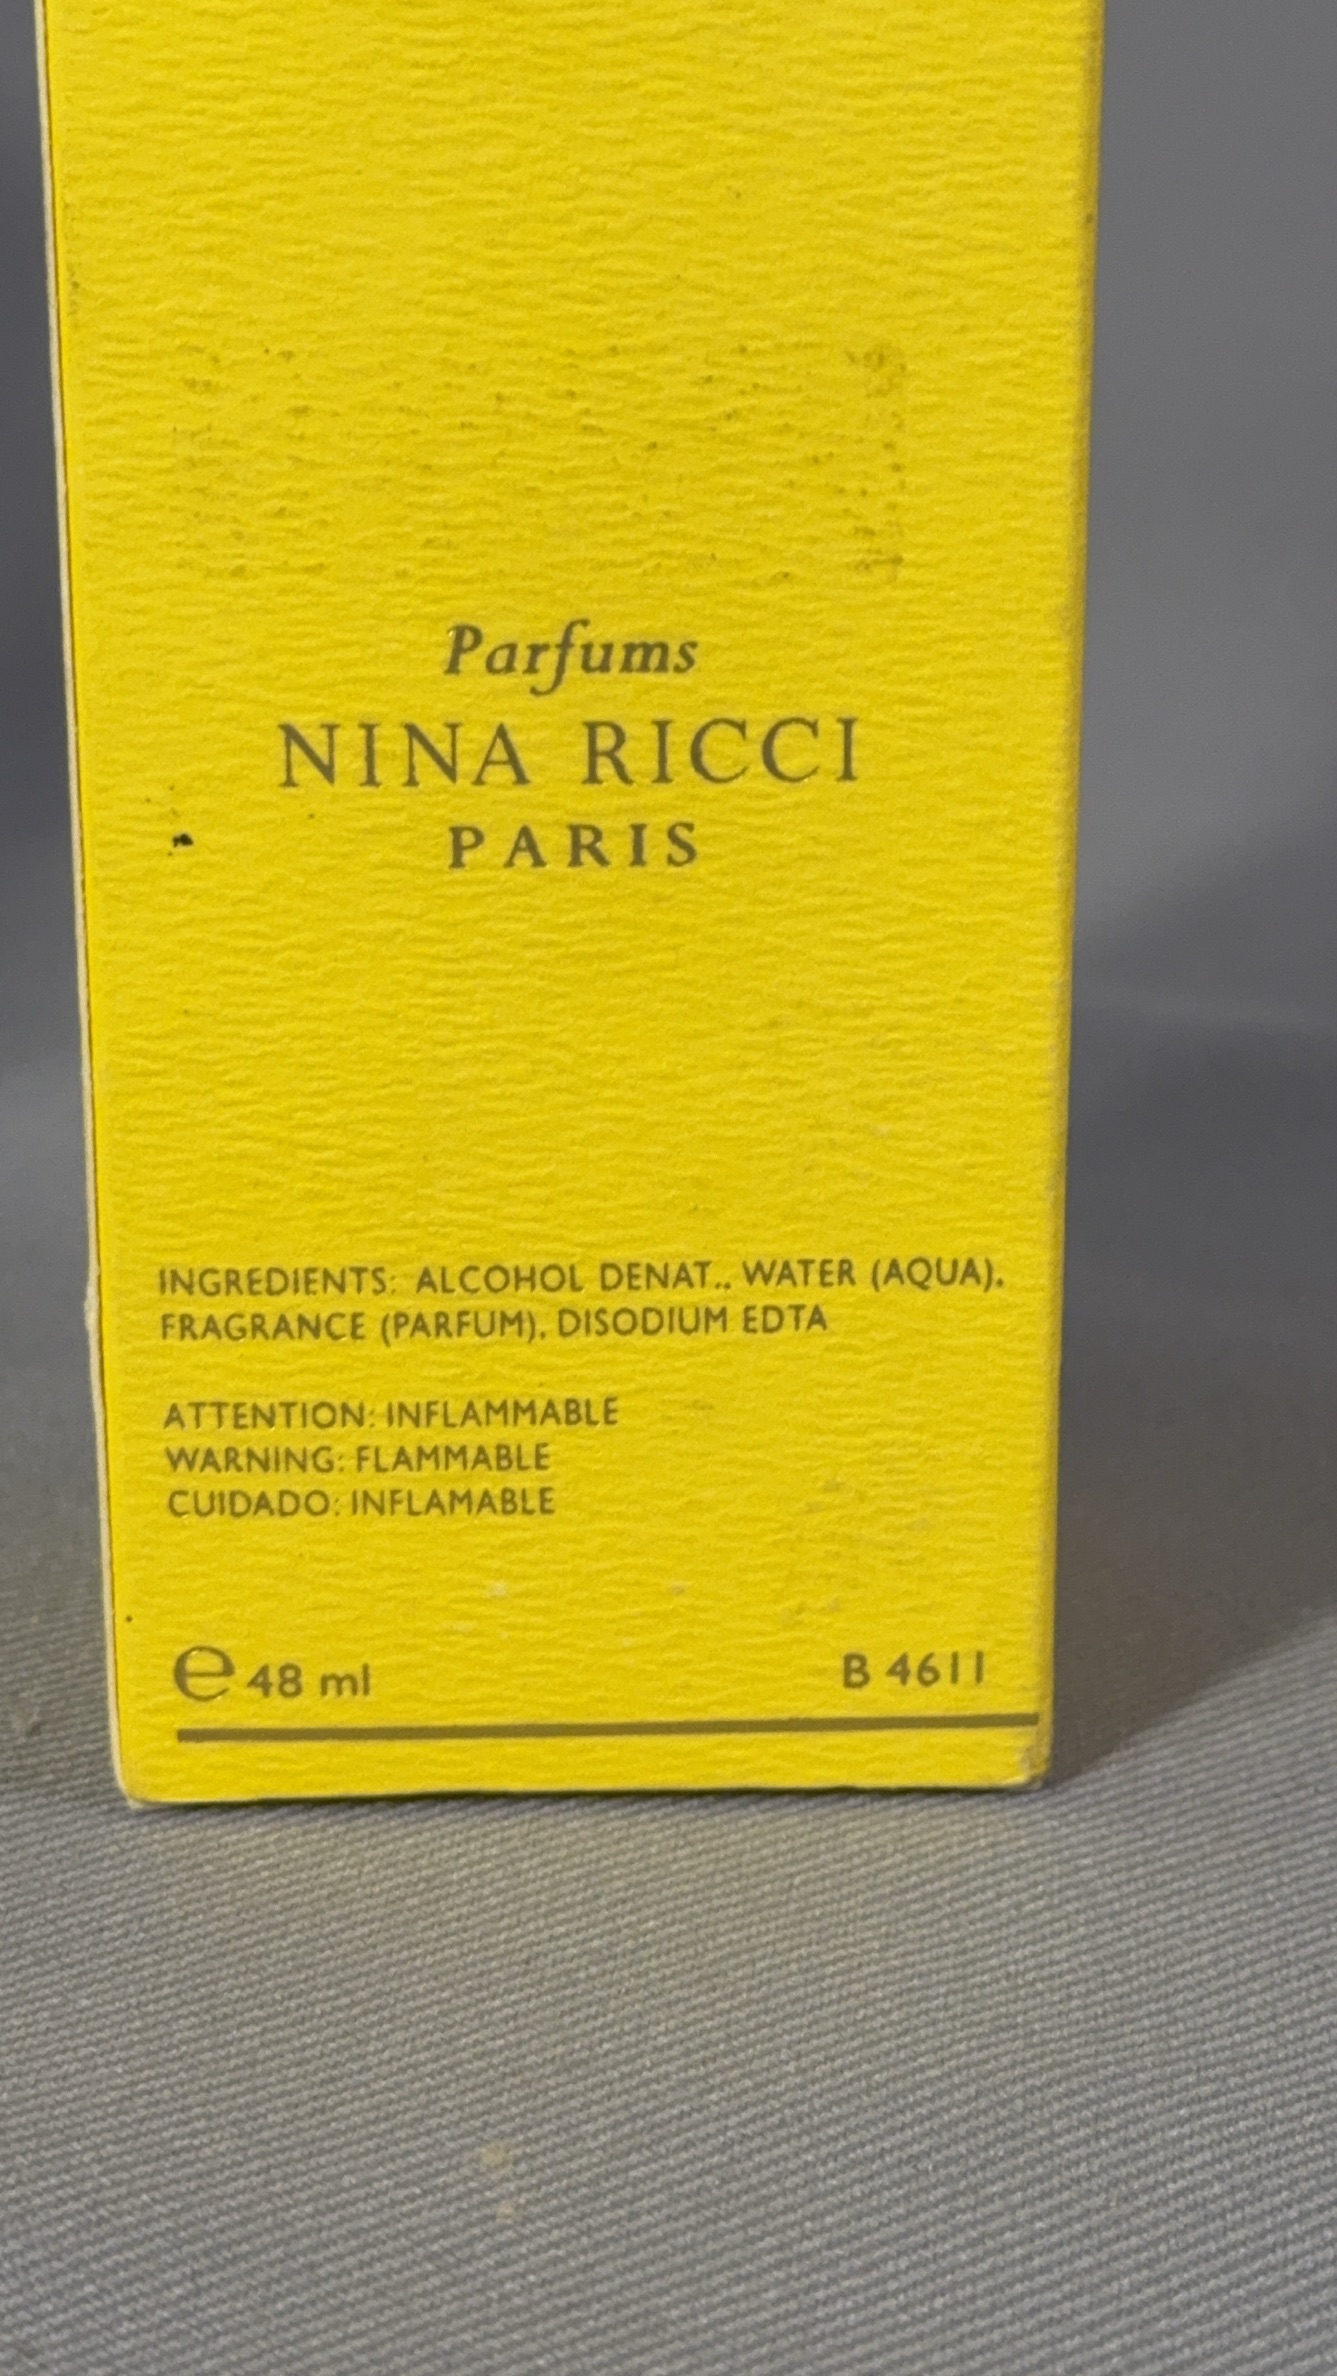 Parfums
NINA RICCI
PARIS
INGREDIENTS: ALCOHOL DENAT., WATER (AQUA),
FRAGRANCE (PARFUM), DISODIUM EDTA
ATTENTION: INFLAMMABLE
WARNING: FLAMMABLE
CUIDADO: INFLAMABLE
℮ 48 ml
B 4611